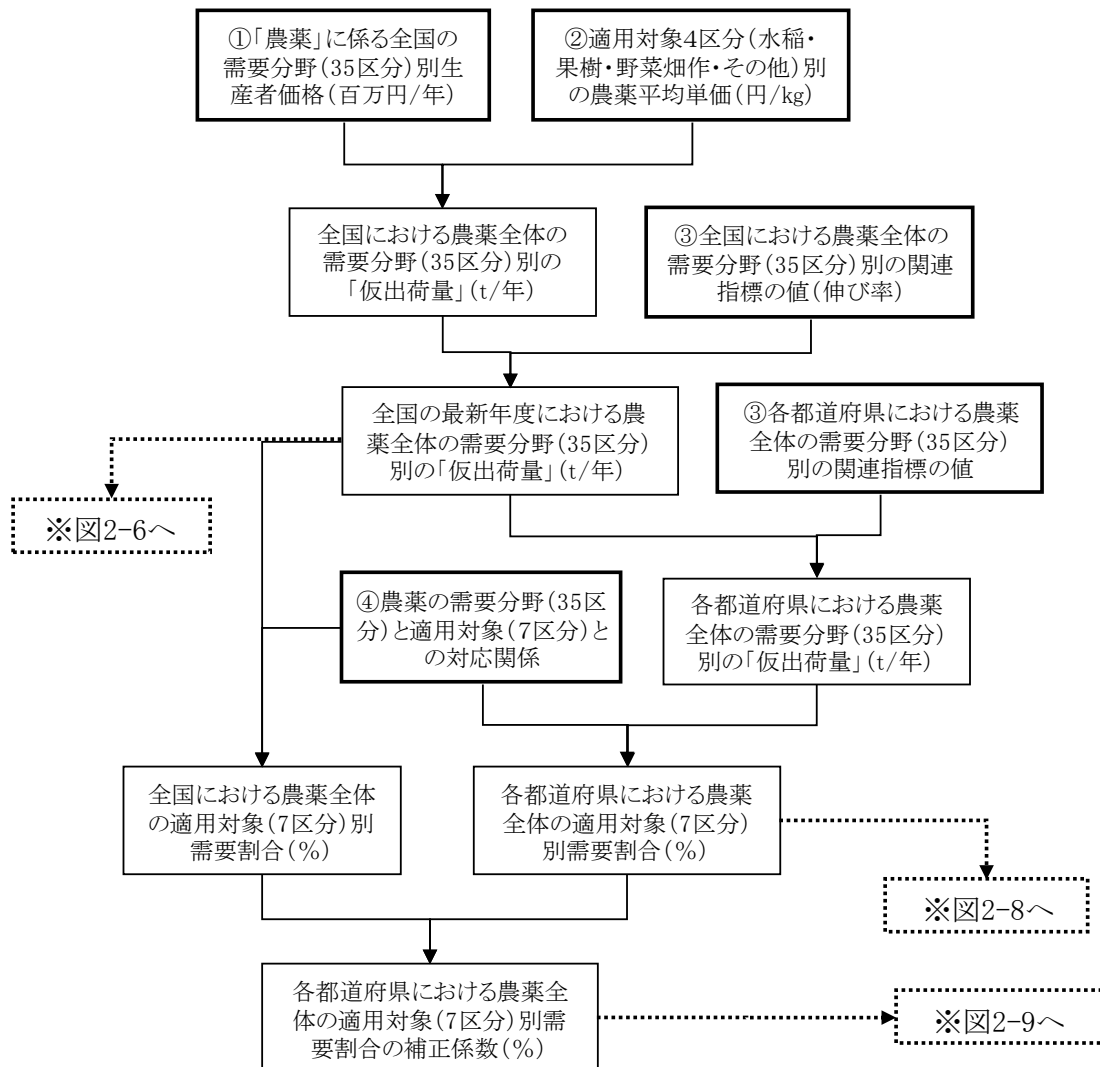 ①「農薬」に係る全国の
需要分野(35区分)別生
産者価格(百万円/年)
②適用対象4区分(水稲・
果樹・野菜畑作・その他)別
の農薬平均単価(円/kg)
全国における農薬全体の
需要分野(35区分)別の
「仮出荷量」(t/年)
③全国における農薬全体の
需要分野(35区分)別の関連
指標の値(伸び率)
全国の最新年度における農
薬全体の需要分野(35区分)
別の「仮出荷量」(t/年)
③各都道府県における農薬
全体の需要分野(35区分)
別の関連指標の値
※図2-6へ
④農薬の需要分野(35区
分)と適用対象(7区分)と
の対応関係
各都道府県における農薬
全体の需要分野(35区分)
別の「仮出荷量」(t/年)
全国における農薬全体
の適用対象(7区分)別
需要割合(%)
各都道府県における農薬
全体の適用対象(7区分)
別需要割合(%)
※図2-8へ
各都道府県における農薬全
体の適用対象(7区分)別需
要割合の補正係数(%)
※図2-9へ